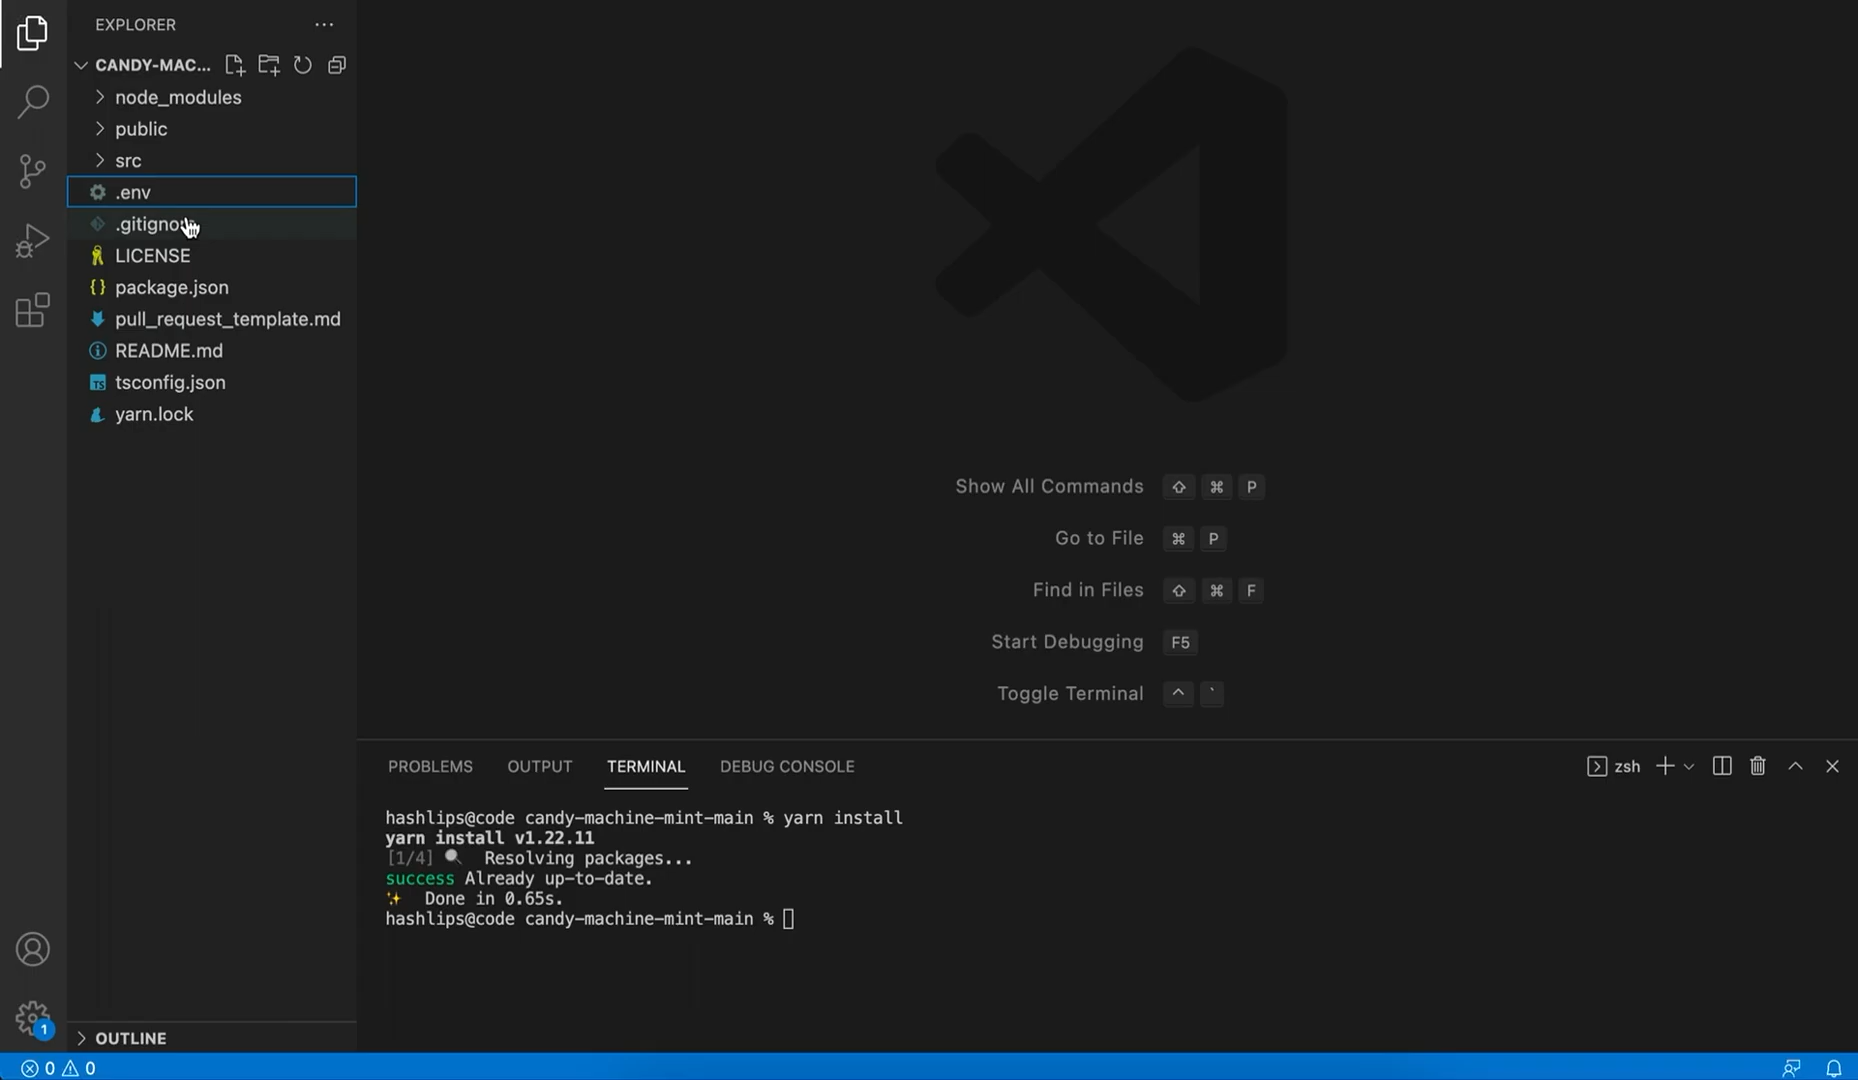 EXPLORER
CANDY-MAC...
node_modules
public
src
.env
.gitigno
LICENSE
package.json
pull_request_template.md
README.md
tsconfig.json
yarn.lock
OUTLINE
Show All Commands ⇧ ⌘ P
Go to File ⌘ P
Find in Files ⇧ ⌘ F
Start Debugging F5
Toggle Terminal ^ `
PROBLEMS OUTPUT TERMINAL DEBUG CONSOLE zsh
hashlips@code candy-machine-mint-main % yarn install
yarn install v1.22.11
[1/4] 🔍 Resolving packages...
success Already up-to-date.
✨ Done in 0.65s.
hashlips@code candy-machine-mint-main %
1
0 0